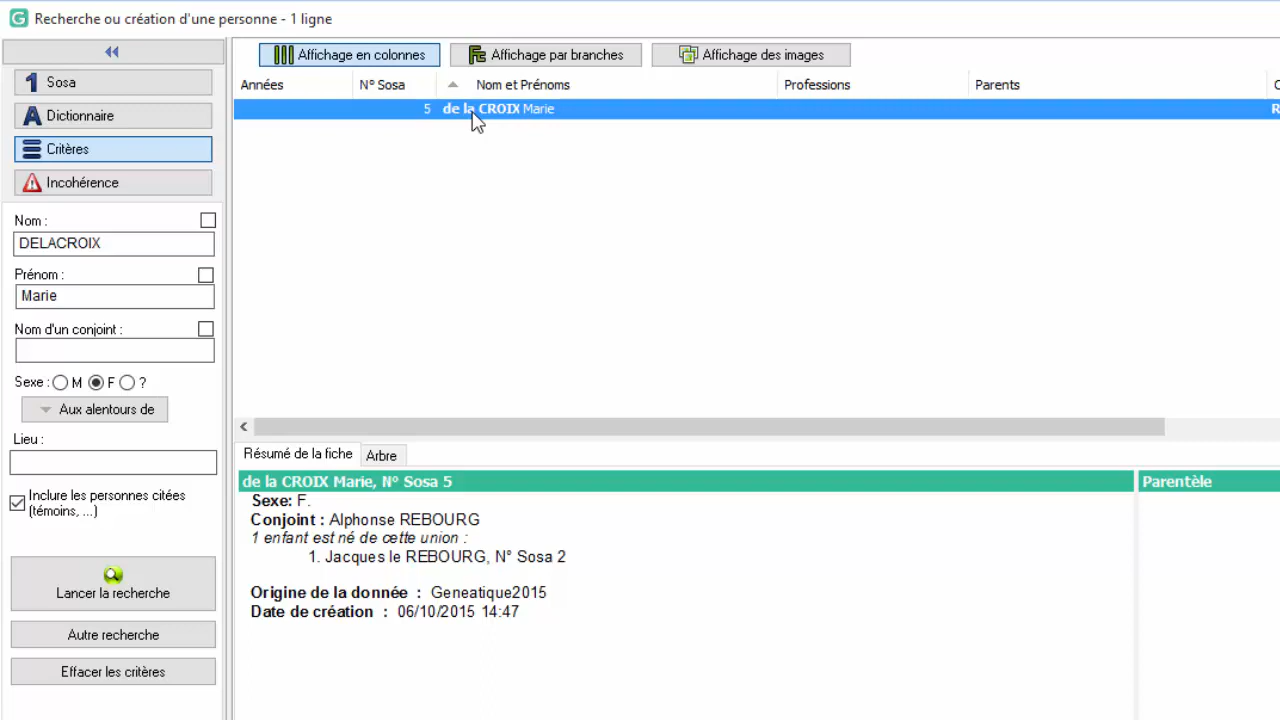 Recherche ou création d'une personne - 1 ligne
Sosa
Dictionnaire
Critères
Incohérence
Nom :
DELACROIX
Prénom :
Marie
Nom d'un conjoint :
Sexe : M F ?
Aux alentours de
Lieu :
Inclure les personnes citées
(témoins, ...)
Lancer la recherche
Autre recherche
Effacer les critères
Affichage en colonnes Affichage par branches Affichage des images
Années N° Sosa Nom et Prénoms Professions Parents
5 de la CROIX Marie
Résumé de la fiche Arbre
de la CROIX Marie, N° Sosa 5 Parentèle
Sexe: F.
Conjoint : Alphonse REBOURG
1 enfant est né de cette union :
1. Jacques le REBOURG, N° Sosa 2
Origine de la donnée : Geneatique2015
Date de création : 06/10/2015 14:47